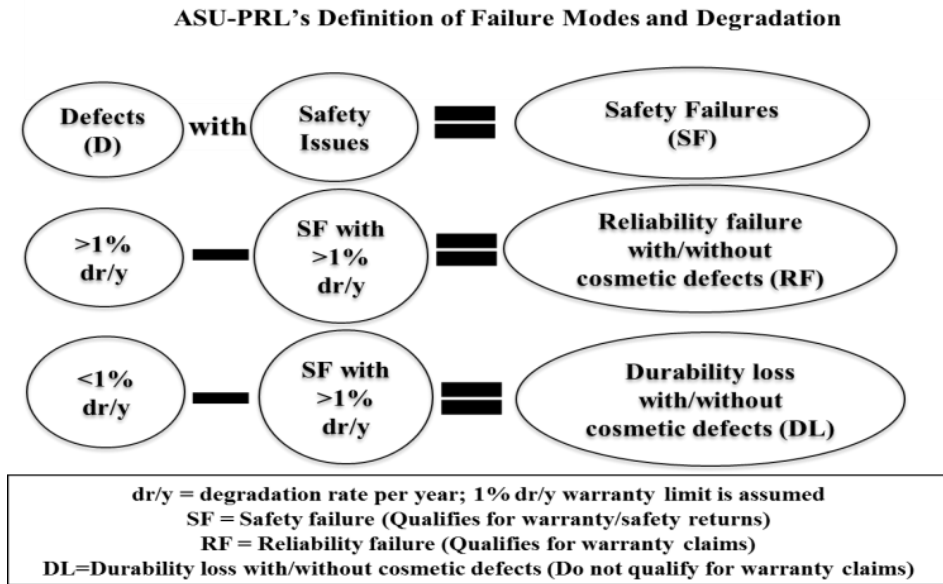 ASU-PRL's Definition of Failure Modes and Degradation
Defects
(D)
with
Safety
Issues
=
Safety Failures
(SF)
>1%
dr/y
–
SF with
>1%
dr/y
=
Reliability failure
with/without
cosmetic defects (RF)
<1%
dr/y
–
SF with
>1%
dr/y
=
Durability loss
with/without
cosmetic defects (DL)
dr/y = degradation rate per year; 1% dr/y warranty limit is assumed
SF = Safety failure (Qualifies for warranty/safety returns)
RF = Reliability failure (Qualifies for warranty claims)
DL=Durability loss with/without cosmetic defects (Do not qualify for warranty claims)